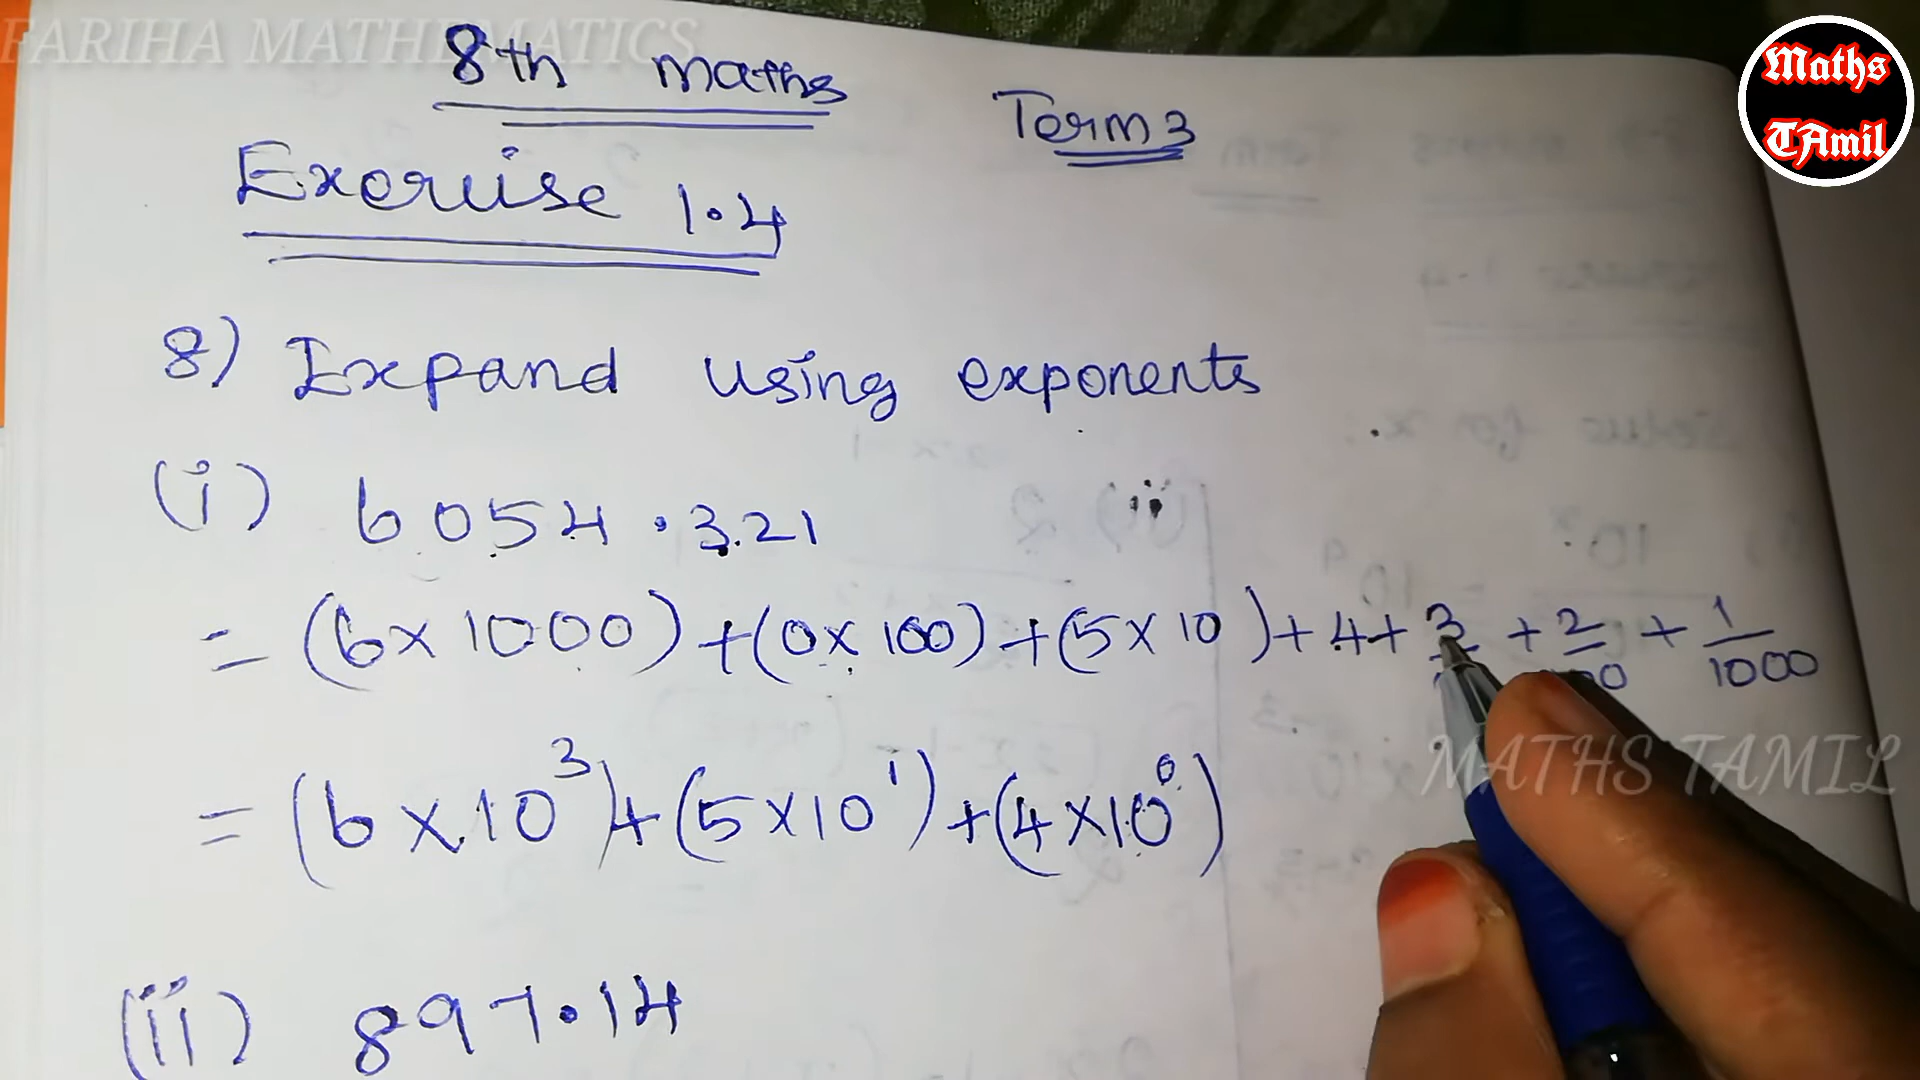 FARIHA MATHEMATICS
8th maths
Term 3
Maths
TAmil
Exercise 1.4
8) Expand using exponents
(i) 6054.321
= (6×1000) + (0×100) + (5×10) + 4 + 3 + 2/00 + 1/1000
MATHS TAMIL
= (6×10³) + (5×10¹) + (4×10⁰)
(ii) 897.14